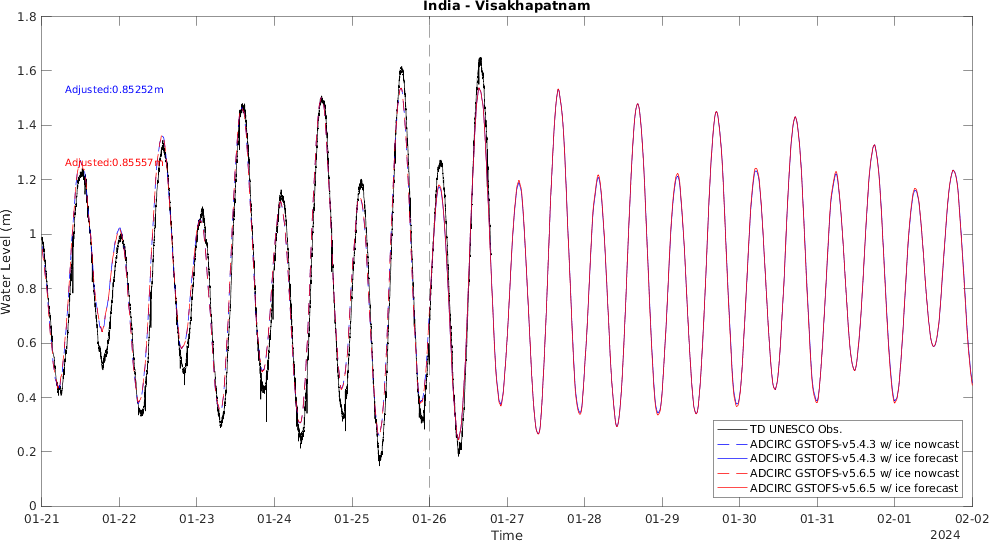 India - Visakhapatnam
1.8
1.6
1.4
1.2
1
0.8
0.6
0.4
0.2
0
Water Level (m)
Adjusted:0.85252m
Adjusted:0.85557m
TD UNESCO Obs.
ADCIRC GSTOFS-v5.4.3 w/ ice nowcast
ADCIRC GSTOFS-v5.4.3 w/ ice forecast
ADCIRC GSTOFS-v5.6.5 w/ ice nowcast
ADCIRC GSTOFS-v5.6.5 w/ ice forecast
01-21 01-22 01-23 01-24 01-25 01-26 01-27 01-28 01-29 01-30 01-31 02-01 02-02
Time
2024